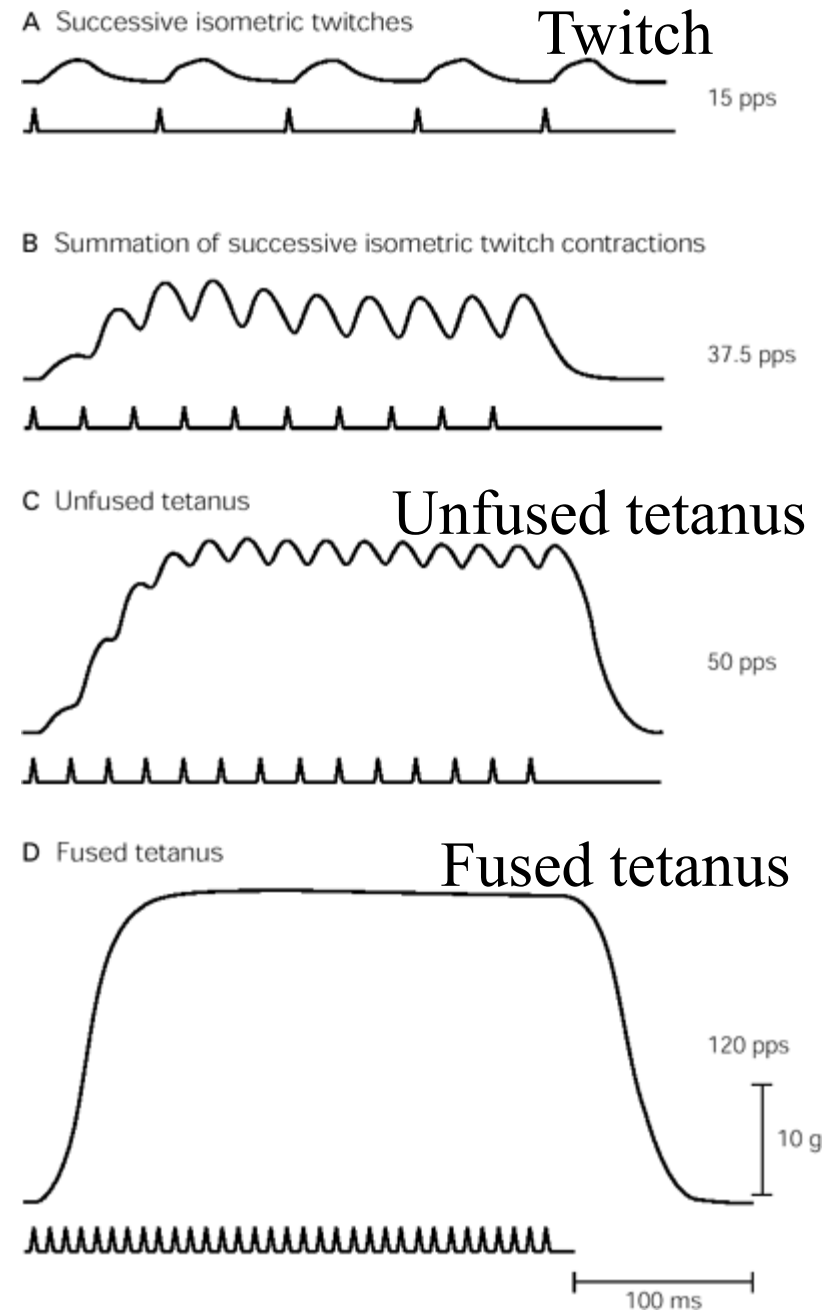 A Successive isometric twitches
Twitch
15 pps
B Summation of successive isometric twitch contractions
37.5 pps
C Unfused tetanus
Unfused tetanus
50 pps
D Fused tetanus
Fused tetanus
120 pps
10 g
100 ms